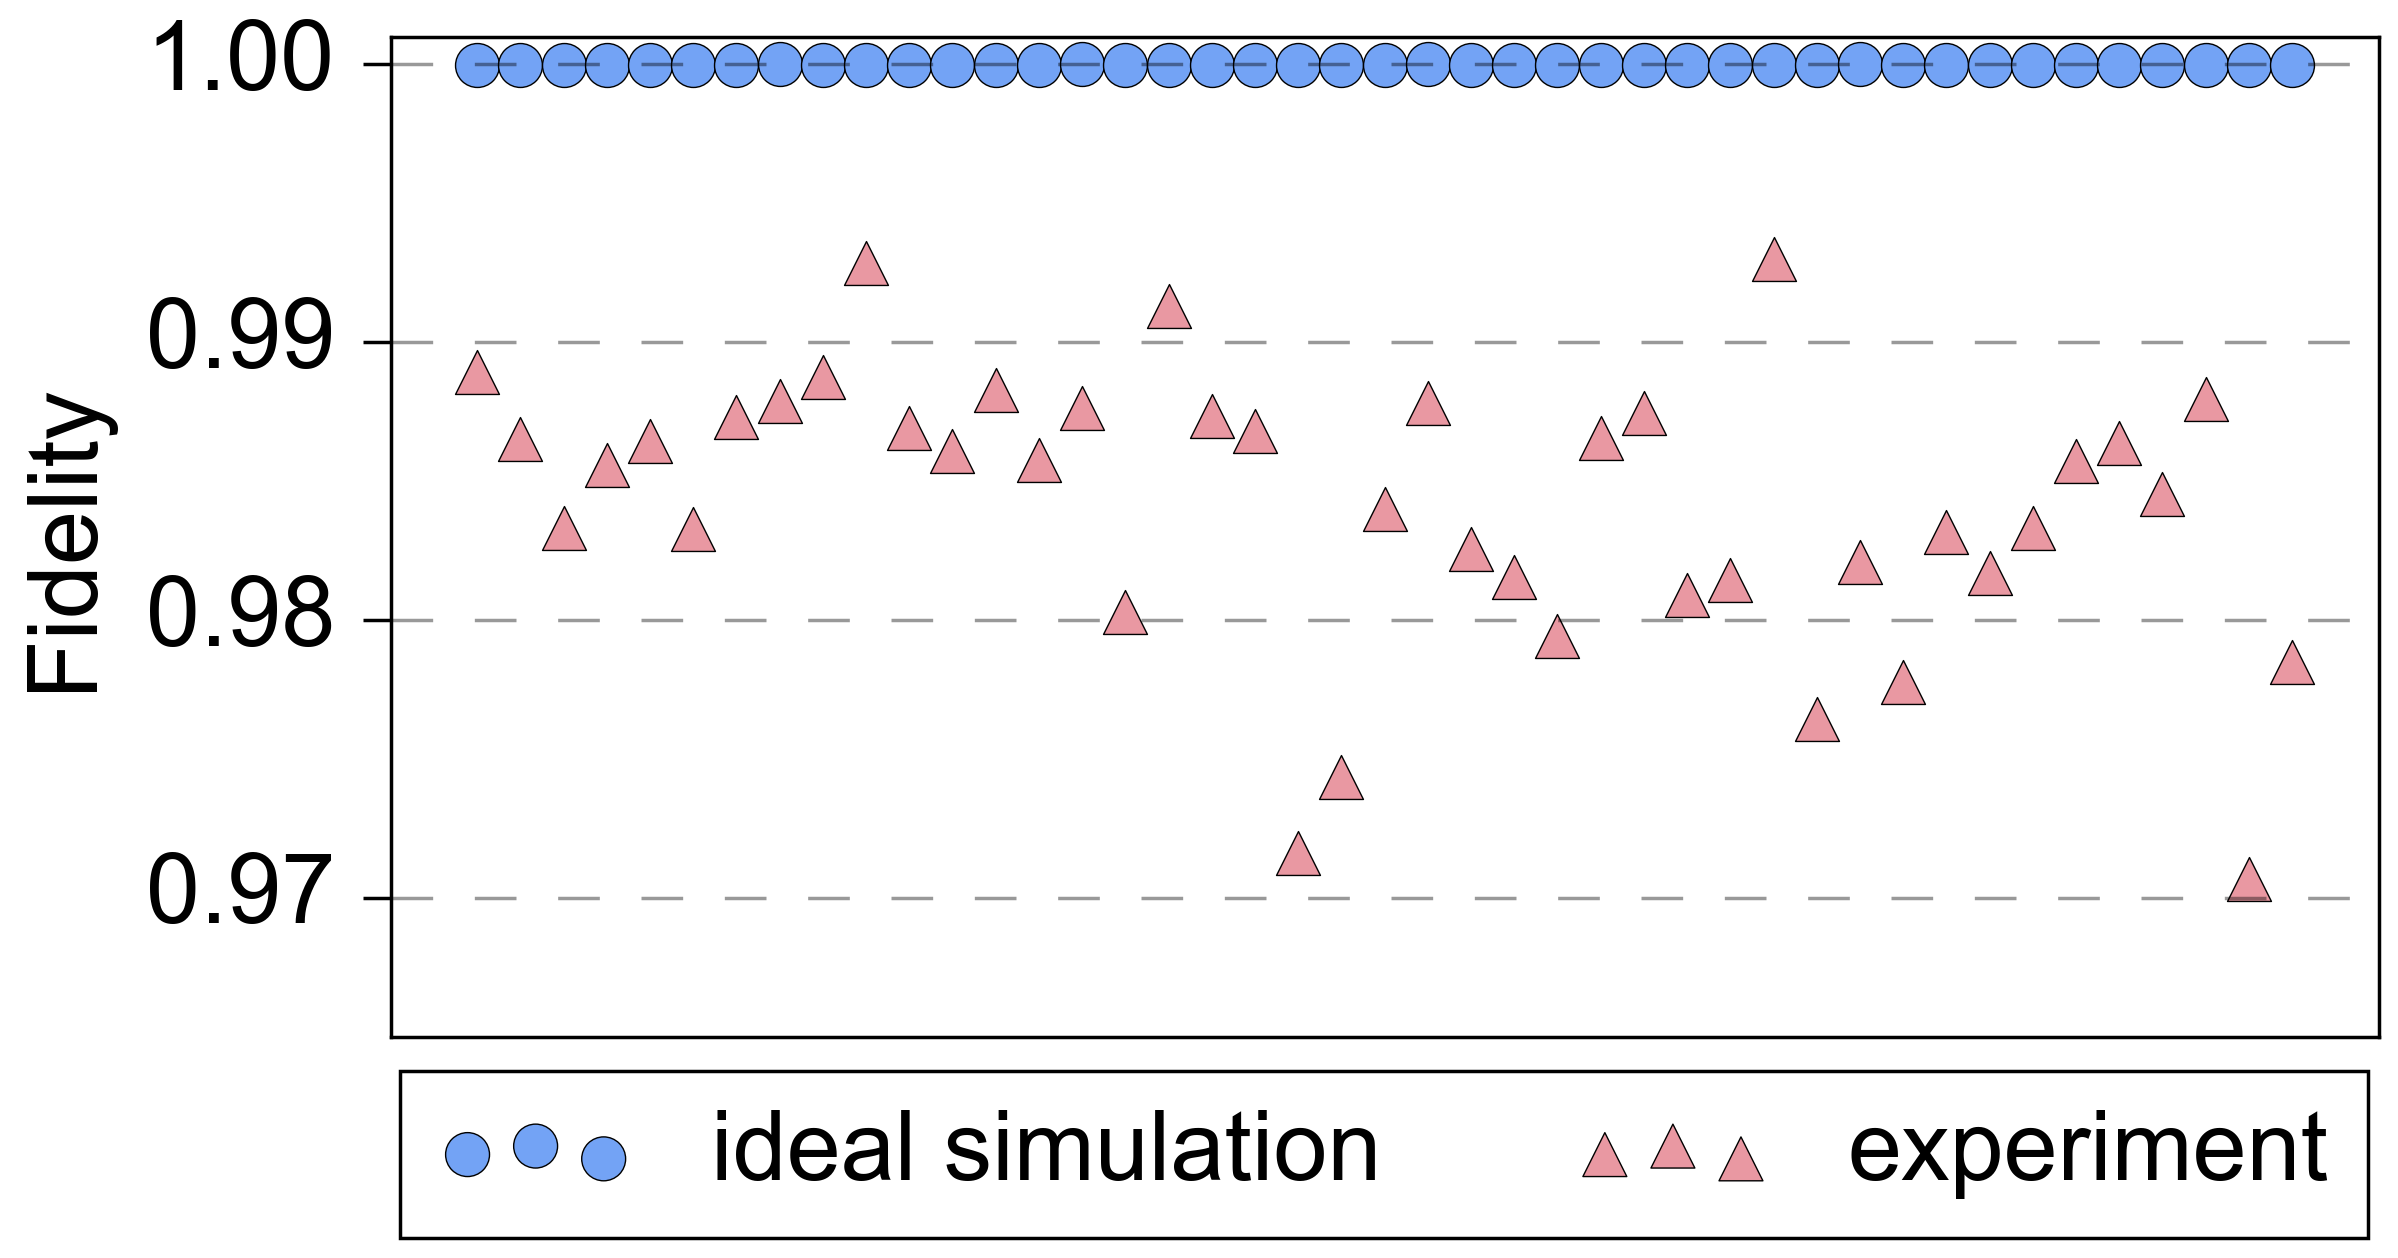 1.00
0.99
0.98
0.97
Fidelity
ideal simulation
experiment